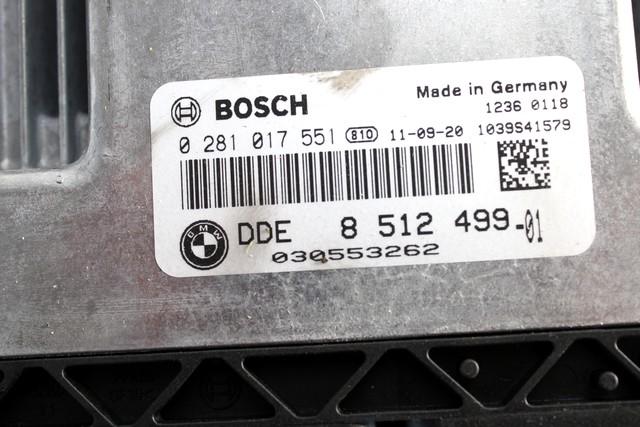 BOSCH
Made in Germany
1236 0118
0 281 017 551 810 11-09-20 1039S41579
BMW
DDE 8 512 499-01
030553262